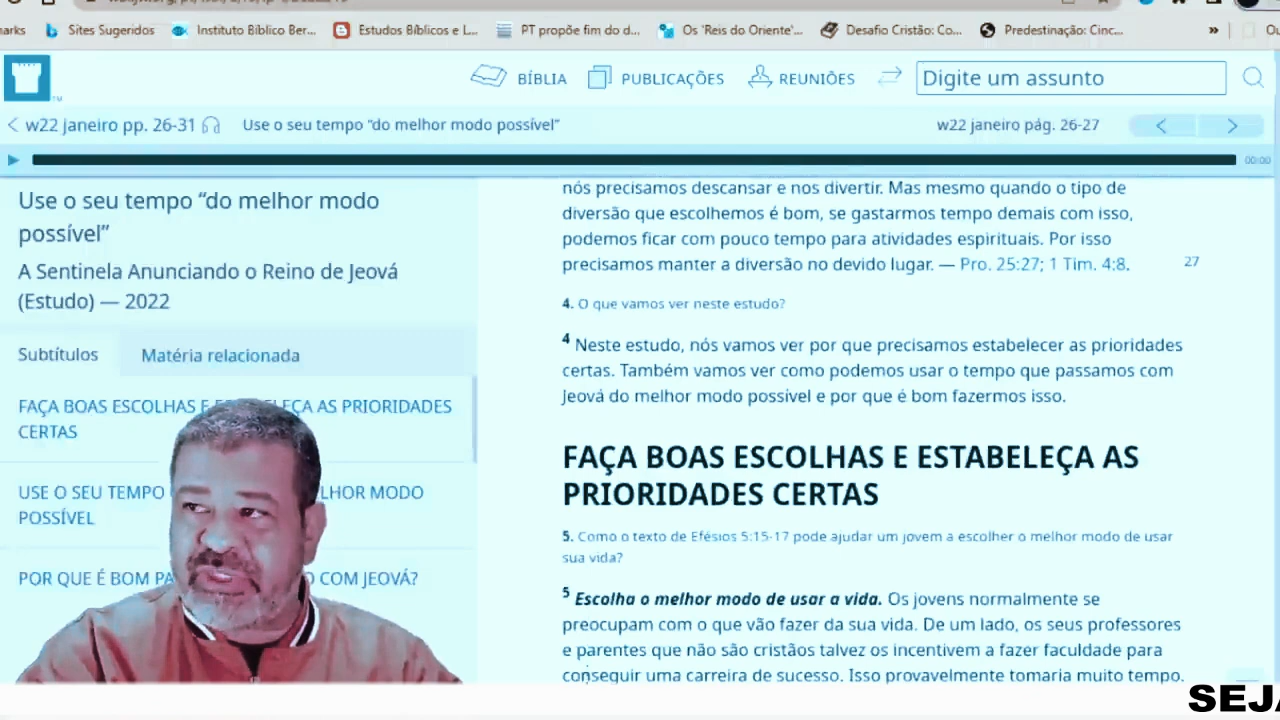 arks Sites Sugeridos Instituto Bíblico Ber... Estudos Bíblicos e L... PT propõe fim do d... Os 'Reis do Oriente'... Desafio Cristão: Co... Predestinação: Cinc... » Ou
BÍBLIA PUBLICAÇÕES REUNIÕES Digite um assunto
w22 janeiro pp. 26-31 Use o seu tempo “do melhor modo possível” w22 janeiro pág. 26-27
00:00
Use o seu tempo “do melhor modo
possível”
A Sentinela Anunciando o Reino de Jeová
(Estudo) — 2022
Subtítulos Matéria relacionada
FAÇA BOAS ESCOLHAS E ESTABELEÇA AS PRIORIDADES
CERTAS
USE O SEU TEMPO LHOR MODO
POSSÍVEL
POR QUE É BOM PA COM JEOVÁ?
nós precisamos descansar e nos divertir. Mas mesmo quando o tipo de
diversão que escolhemos é bom, se gastarmos tempo demais com isso,
podemos ficar com pouco tempo para atividades espirituais. Por isso
precisamos manter a diversão no devido lugar. — Pro. 25:27; 1 Tim. 4:8. 27
4. O que vamos ver neste estudo?
4 Neste estudo, nós vamos ver por que precisamos estabelecer as prioridades
certas. Também vamos ver como podemos usar o tempo que passamos com
Jeová do melhor modo possível e por que é bom fazermos isso.
FAÇA BOAS ESCOLHAS E ESTABELEÇA AS
PRIORIDADES CERTAS
5. Como o texto de Efésios 5:15-17 pode ajudar um jovem a escolher o melhor modo de usar
sua vida?
5 Escolha o melhor modo de usar a vida. Os jovens normalmente se
preocupam com o que vão fazer da sua vida. De um lado, os seus professores
e parentes que não são cristãos talvez os incentivem a fazer faculdade para
conseguir uma carreira de sucesso. Isso provavelmente tomaria muito tempo.
SEJA